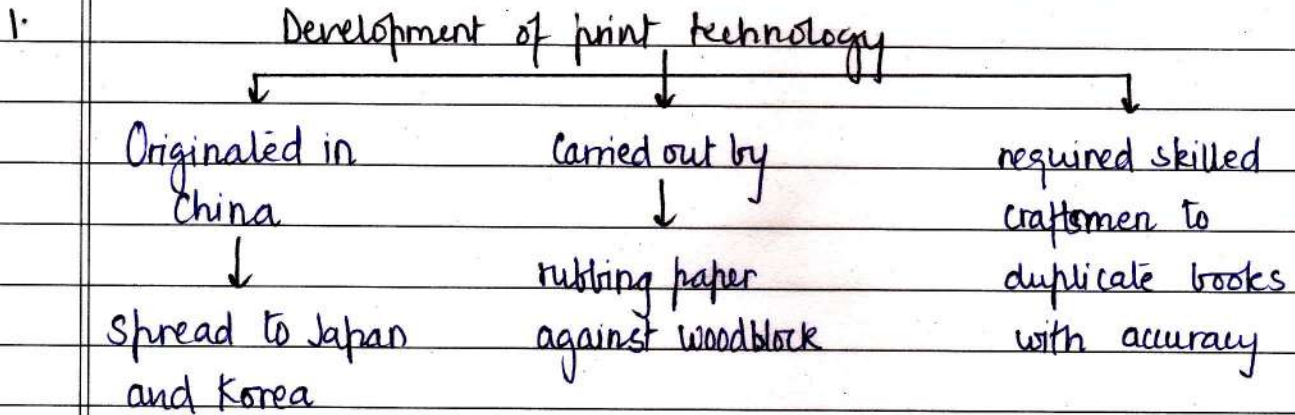 1.
Development of print technology
Originated in
China
Spread to Japan
and Korea
Carried out by
rubbing paper
against woodblock
required skilled
craftsmen to
duplicate books
with accuracy